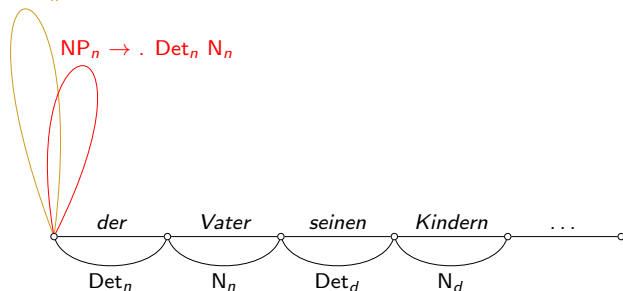 NPₙ → . Detₙ Nₙ
der Vater seinen Kindern ...
Detₙ Nₙ Det_d N_d